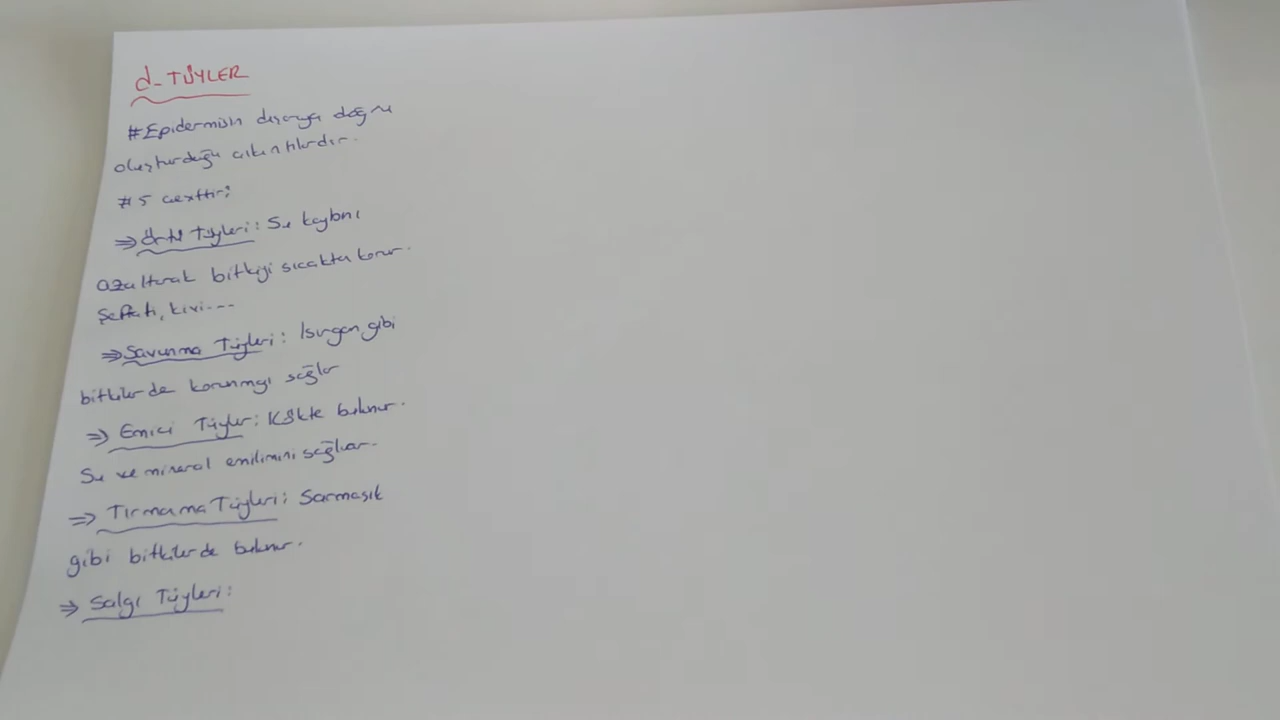 d- TÜYLER
#Epidermisin dışarıya doğru
oluşturduğu çıkıntılardır.
#5 çeşittir;
⇒ Örtü Tüyleri: Su kaybını
azaltarak bitkiyi sıcakta korur.
Şeftali, kivi---
⇒ Savunma Tüyleri: Isırgan gibi
bitkilerde korunmayı sağlar
⇒ Emici Tüyler: Kökte bulunur.
Su ve mineral emilimini sağlar.
⇒ Tırmanma Tüyleri: Sarmaşık
gibi bitkilerde bulunur.
⇒ Salgı Tüyleri: